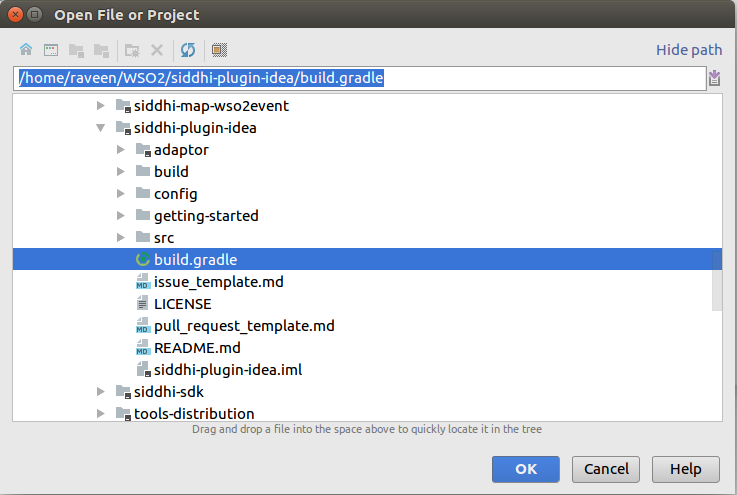 Open File or Project
Hide path
/home/raveen/WSO2/siddhi-plugin-idea/build.gradle
siddhi-map-wso2event
siddhi-plugin-idea
adaptor
build
config
getting-started
src
build.gradle
MD issue_template.md
LICENSE
MD pull_request_template.md
MD README.md
siddhi-plugin-idea.iml
siddhi-sdk
tools-distribution
Drag and drop a file into the space above to quickly locate it in the tree
OK Cancel Help